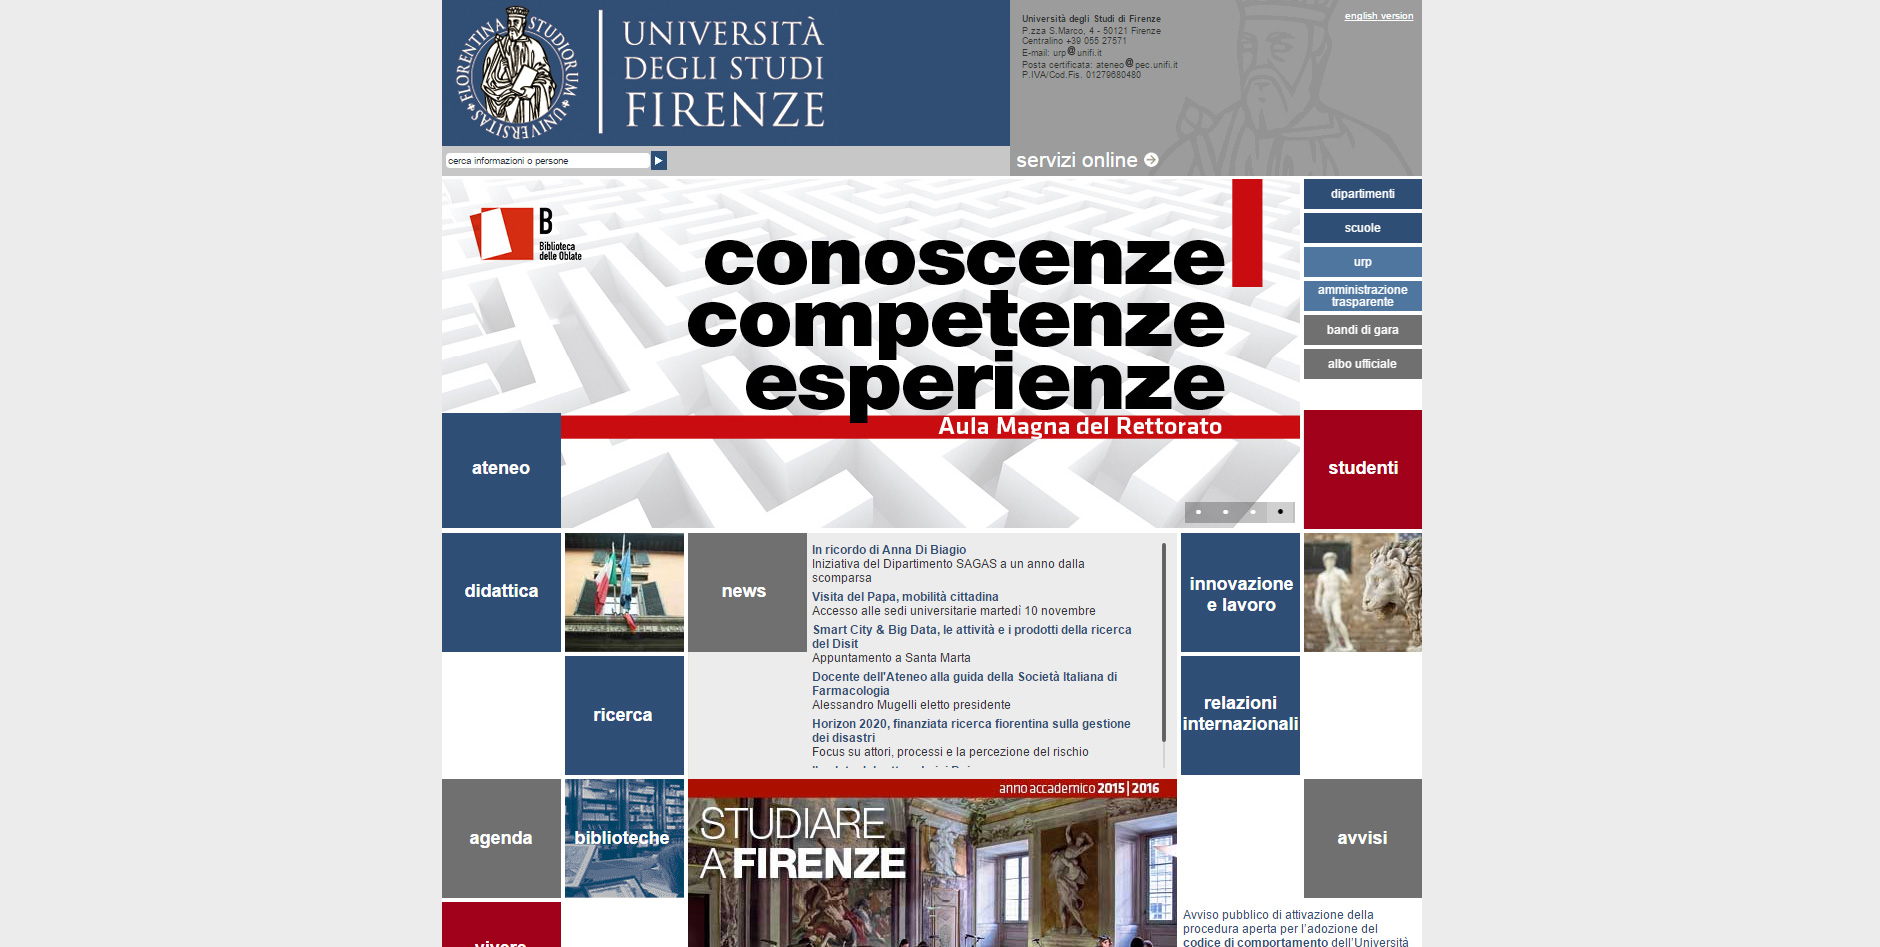 FIORENTINA STUDIORUM UNIVERSITAS
UNIVERSITÀ
DEGLI STUDI
FIRENZE
Università degli Studi di Firenze
P.zza S.Marco, 4 - 50121 Firenze
Centralino +39 055 27571
E-mail: urp@unifi.it
Posta certificata: ateneo@pec.unifi.it
P.IVA/Cod.Fis. 01279680480
english version
cerca informazioni o persone
servizi online
B
Biblioteca
delle Oblate
conoscenze
competenze
esperienze
Aula Magna del Rettorato
dipartimenti
scuole
urp
amministrazione
trasparente
bandi di gara
albo ufficiale
ateneo
studenti
didattica
news
In ricordo di Anna Di Biagio
Iniziativa del Dipartimento SAGAS a un anno dalla
scomparsa
Visita del Papa, mobilità cittadina
Accesso alle sedi universitarie martedì 10 novembre
Smart City & Big Data, le attività e i prodotti della ricerca
del Disit
Appuntamento a Santa Marta
Docente dell'Ateneo alla guida della Società Italiana di
Farmacologia
Alessandro Mugelli eletto presidente
Horizon 2020, finanziata ricerca fiorentina sulla gestione
dei disastri
Focus su attori, processi e la percezione del rischio
innovazione
e lavoro
ricerca
relazioni
internazionali
agenda
biblioteche
anno accademico 2015|2016
STUDIARE
A FIRENZE
avvisi
Avviso pubblico di attivazione della
procedura aperta per l'adozione del
codice di comportamento dell'Università
vivere